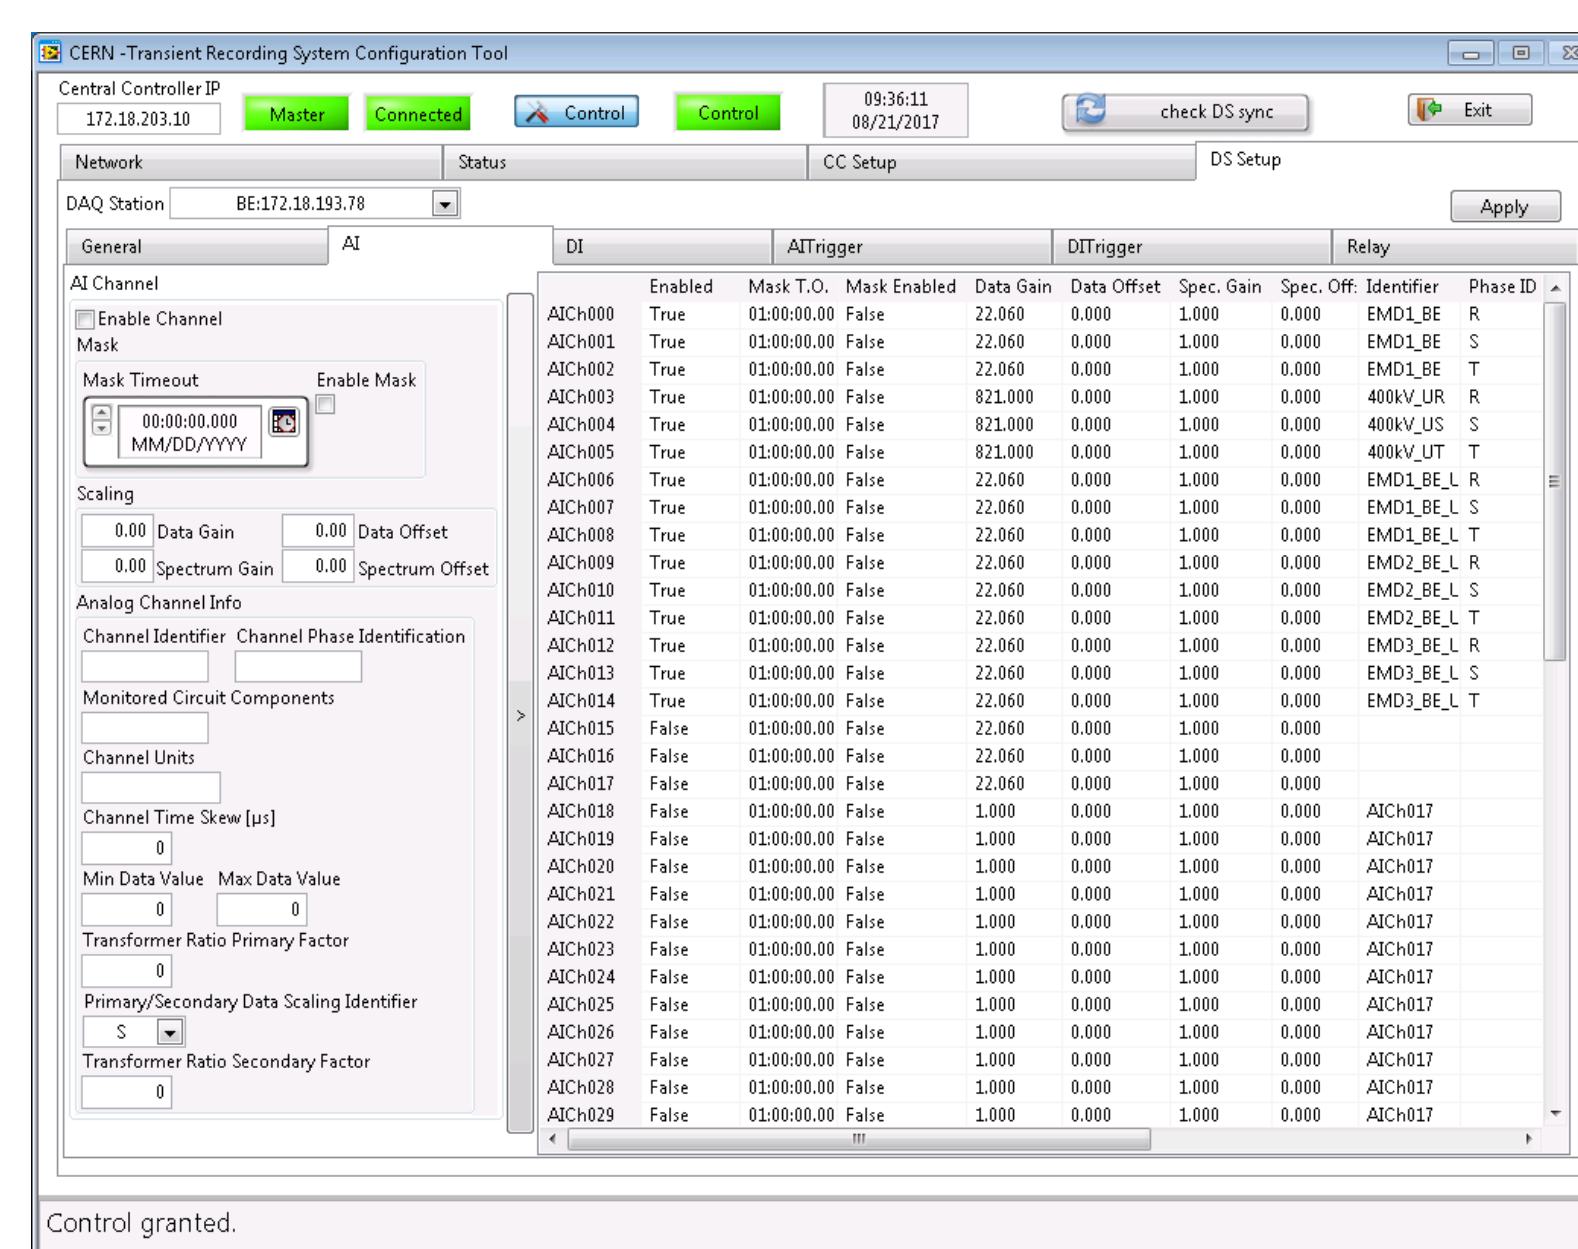 CERN -Transient Recording System Configuration Tool
Central Controller IP
172.18.203.10 Master Connected Control Control 09:36:11 check DS sync Exit
08/21/2017
Network Status CC Setup DS Setup
DAQ Station BE:172.18.193.78 Apply
General AI DI AITrigger DITrigger Relay
AI Channel
Enable Channel
Mask
Mask Timeout Enable Mask
00:00:00.000
MM/DD/YYYY
Scaling
0.00 Data Gain 0.00 Data Offset
0.00 Spectrum Gain 0.00 Spectrum Offset
Analog Channel Info
Channel Identifier Channel Phase Identification
Monitored Circuit Components
Channel Units
Channel Time Skew [µs]
0
Min Data Value Max Data Value
0 0
Transformer Ratio Primary Factor
0
Primary/Secondary Data Scaling Identifier
S
Transformer Ratio Secondary Factor
0
>
Enabled Mask T.O. Mask Enabled Data Gain Data Offset Spec. Gain Spec. Off: Identifier Phase ID
AICh000 True 01:00:00.00 False 22.060 0.000 1.000 0.000 EMD1_BE R
AICh001 True 01:00:00.00 False 22.060 0.000 1.000 0.000 EMD1_BE S
AICh002 True 01:00:00.00 False 22.060 0.000 1.000 0.000 EMD1_BE T
AICh003 True 01:00:00.00 False 821.000 0.000 1.000 0.000 400kV_UR R
AICh004 True 01:00:00.00 False 821.000 0.000 1.000 0.000 400kV_US S
AICh005 True 01:00:00.00 False 821.000 0.000 1.000 0.000 400kV_UT T
AICh006 True 01:00:00.00 False 22.060 0.000 1.000 0.000 EMD1_BE_L R
AICh007 True 01:00:00.00 False 22.060 0.000 1.000 0.000 EMD1_BE_L S
AICh008 True 01:00:00.00 False 22.060 0.000 1.000 0.000 EMD1_BE_L T
AICh009 True 01:00:00.00 False 22.060 0.000 1.000 0.000 EMD2_BE_L R
AICh010 True 01:00:00.00 False 22.060 0.000 1.000 0.000 EMD2_BE_L S
AICh011 True 01:00:00.00 False 22.060 0.000 1.000 0.000 EMD2_BE_L T
AICh012 True 01:00:00.00 False 22.060 0.000 1.000 0.000 EMD3_BE_L R
AICh013 True 01:00:00.00 False 22.060 0.000 1.000 0.000 EMD3_BE_L S
AICh014 True 01:00:00.00 False 22.060 0.000 1.000 0.000 EMD3_BE_L T
AICh015 False 01:00:00.00 False 22.060 0.000 1.000 0.000
AICh016 False 01:00:00.00 False 22.060 0.000 1.000 0.000
AICh017 False 01:00:00.00 False 22.060 0.000 1.000 0.000
AICh018 False 01:00:00.00 False 1.000 0.000 1.000 0.000 AICh017
AICh019 False 01:00:00.00 False 1.000 0.000 1.000 0.000 AICh017
AICh020 False 01:00:00.00 False 1.000 0.000 1.000 0.000 AICh017
AICh021 False 01:00:00.00 False 1.000 0.000 1.000 0.000 AICh017
AICh022 False 01:00:00.00 False 1.000 0.000 1.000 0.000 AICh017
AICh023 False 01:00:00.00 False 1.000 0.000 1.000 0.000 AICh017
AICh024 False 01:00:00.00 False 1.000 0.000 1.000 0.000 AICh017
AICh025 False 01:00:00.00 False 1.000 0.000 1.000 0.000 AICh017
AICh026 False 01:00:00.00 False 1.000 0.000 1.000 0.000 AICh017
AICh027 False 01:00:00.00 False 1.000 0.000 1.000 0.000 AICh017
AICh028 False 01:00:00.00 False 1.000 0.000 1.000 0.000 AICh017
AICh029 False 01:00:00.00 False 1.000 0.000 1.000 0.000 AICh017
Control granted.